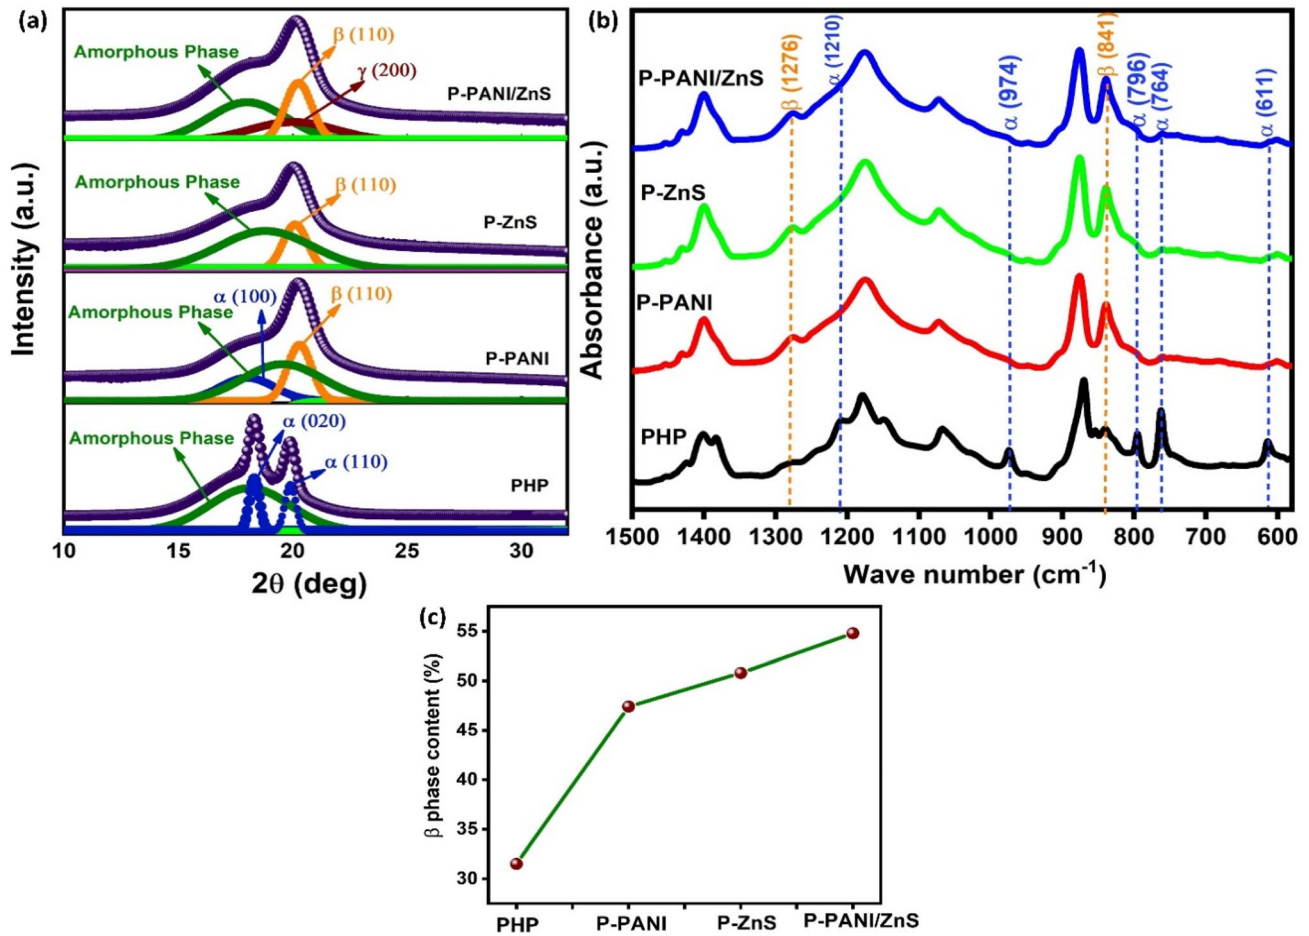 (a)
Intensity (a.u.)
Amorphous Phase
β (110)
γ (200)
P-PANI/ZnS
Amorphous Phase
β (110)
P-ZnS
Amorphous Phase
α (100)
β (110)
P-PANI
Amorphous Phase
α (020)
α (110)
PHP
10 15 20 25 30
2θ (deg)
(b)
Absorbance (a.u.)
β (1276)
α (1210)
α (974)
β (841)
α (796)
α (764)
α (611)
P-PANI/ZnS
P-ZnS
P-PANI
PHP
1500 1400 1300 1200 1100 1000 900 800 700 600
Wave number (cm-1)
(c)
β phase content (%)
55
50
45
40
35
30
PHP P-PANI P-ZnS P-PANI/ZnS